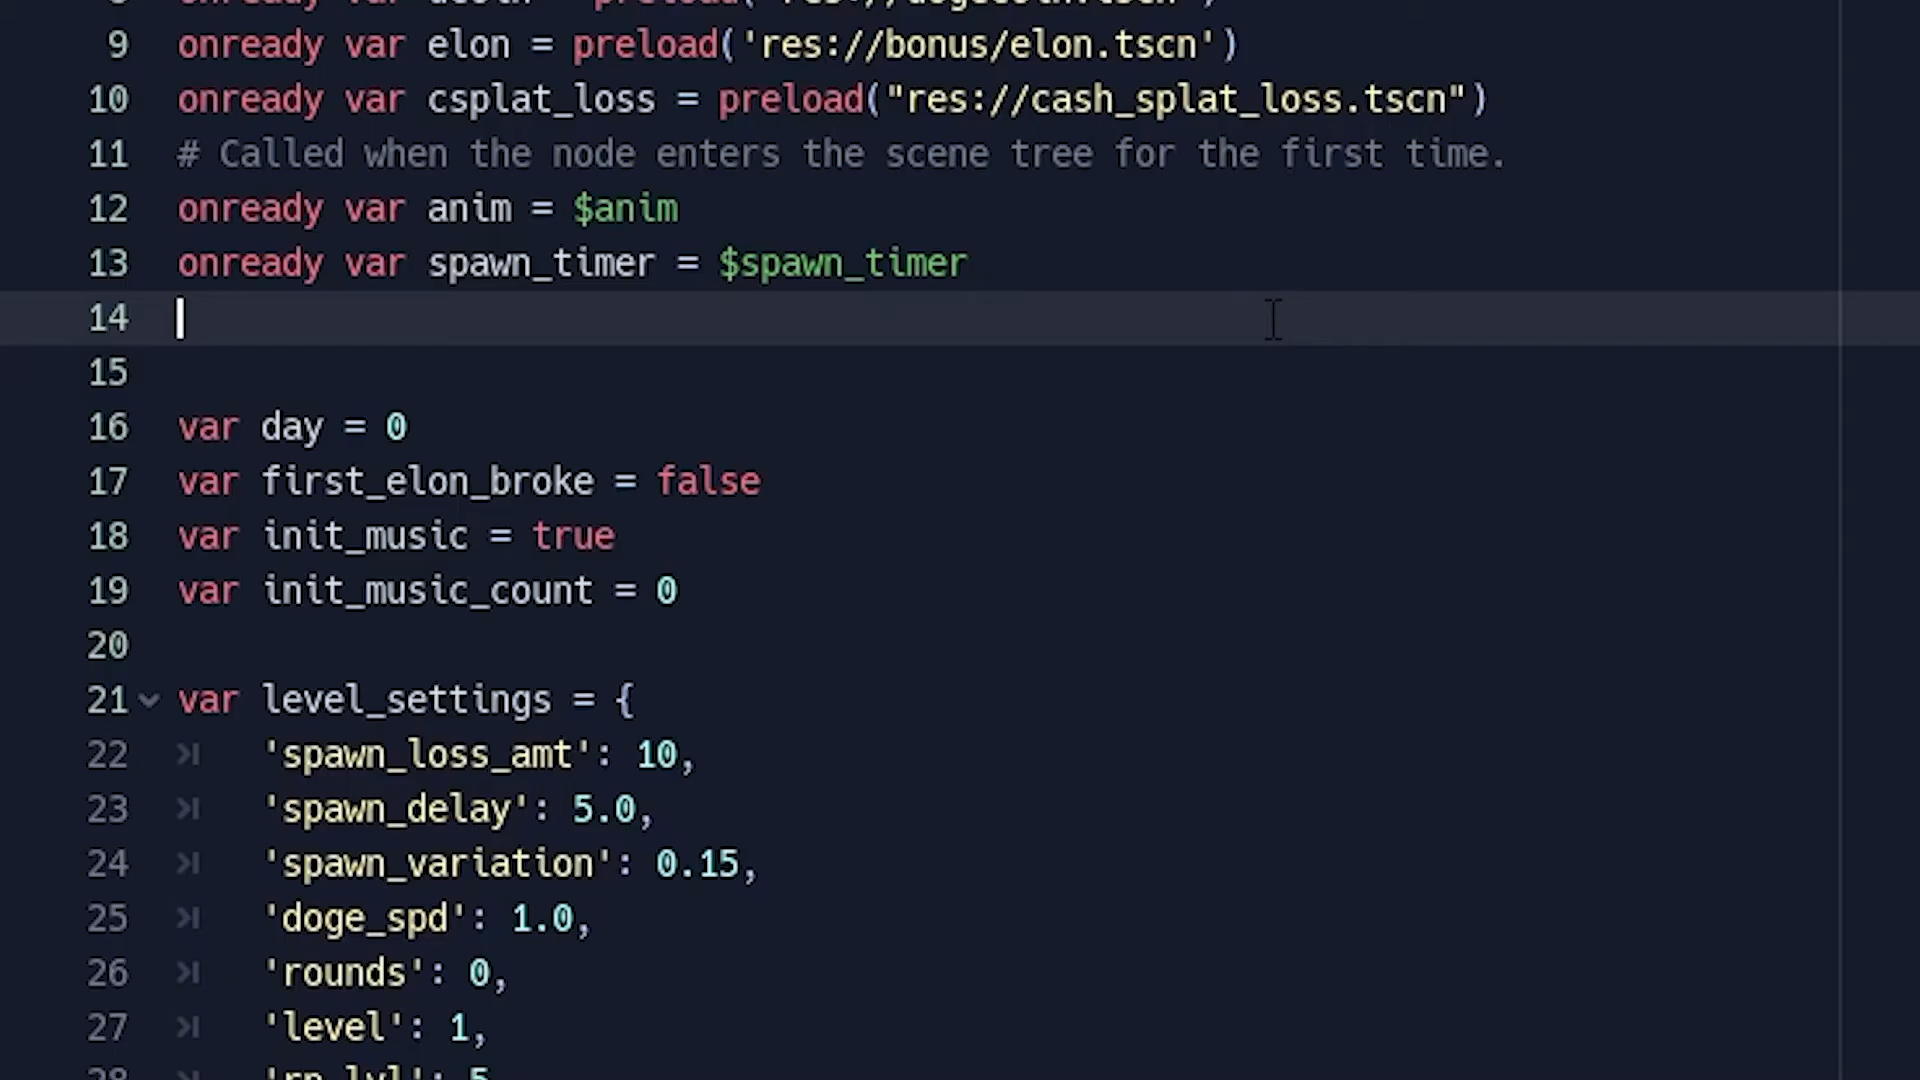 9 onready var elon = preload('res://bonus/elon.tscn')
10 onready var csplat_loss = preload("res://cash_splat_loss.tscn")
11 # Called when the node enters the scene tree for the first time.
12 onready var anim = $anim
13 onready var spawn_timer = $spawn_timer
14
15
16 var day = 0
17 var first_elon_broke = false
18 var init_music = true
19 var init_music_count = 0
20
21 var level_settings = {
22 'spawn_loss_amt': 10,
23 'spawn_delay': 5.0,
24 'spawn_variation': 0.15,
25 'doge_spd': 1.0,
26 'rounds': 0,
27 'level': 1,